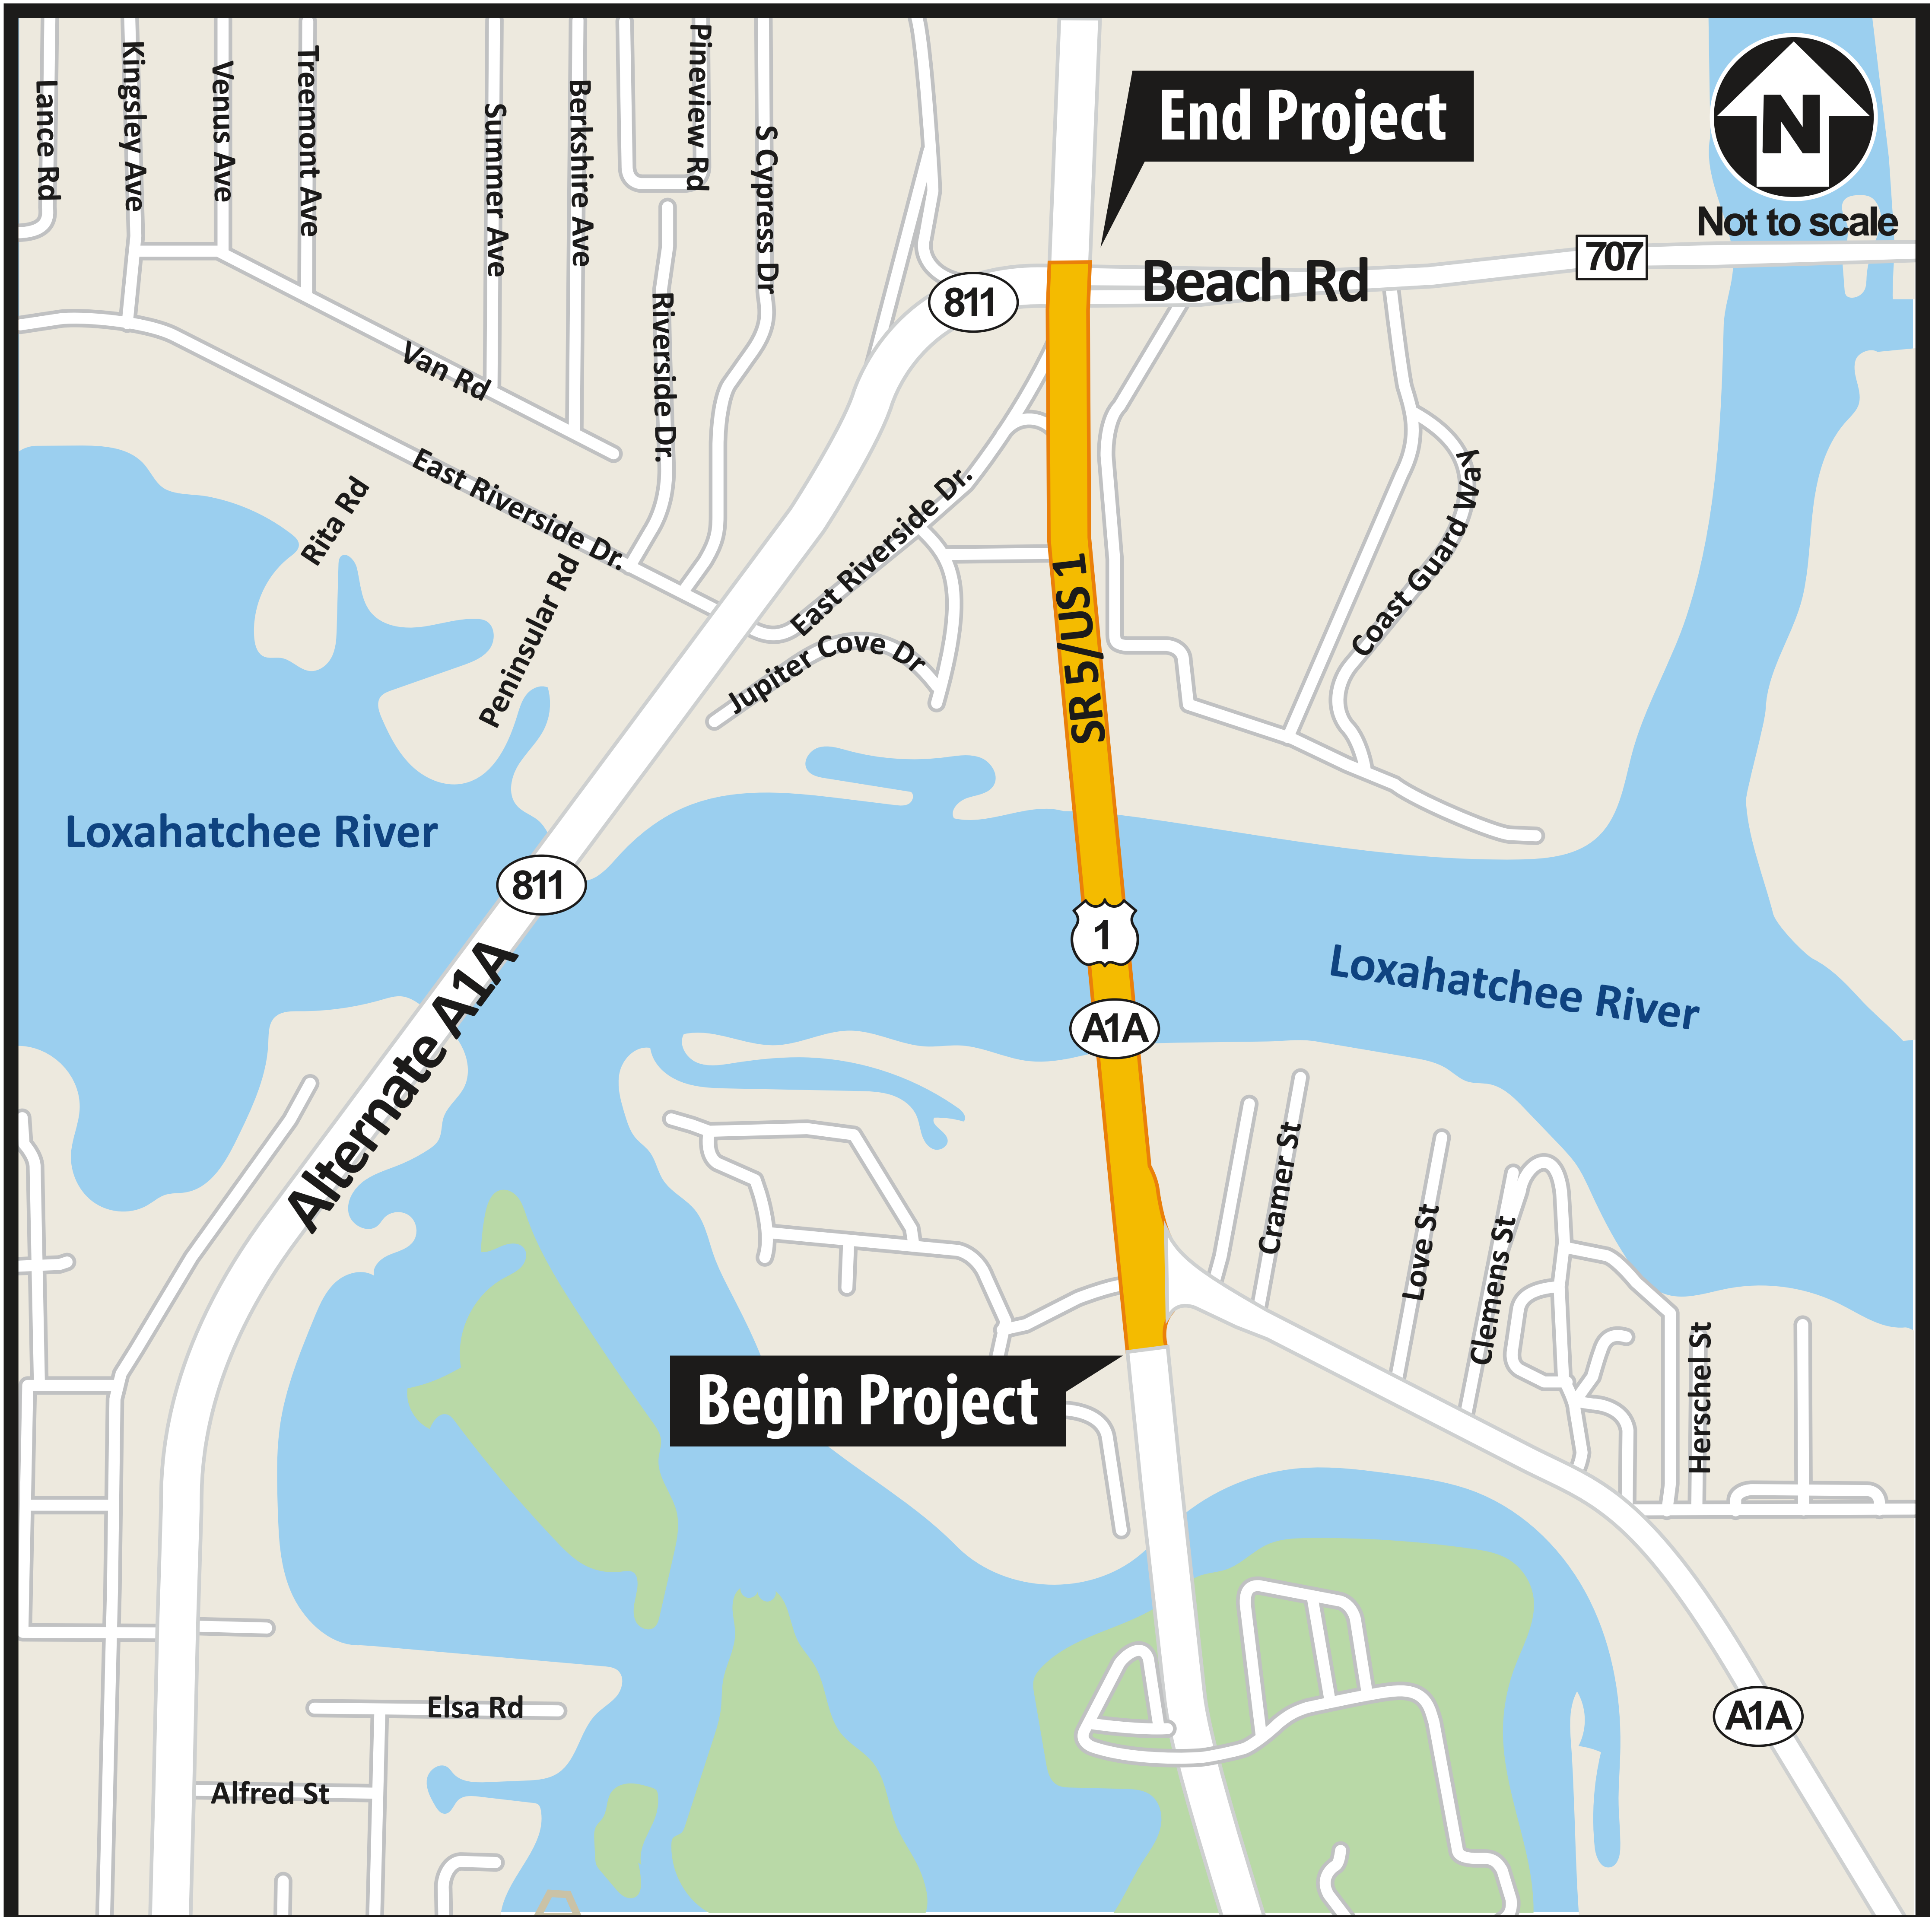 Lance Rd
Kingsley Ave
Venus Ave
Treemont Ave
Summer Ave
Berkshire Ave
Pineview Rd
S Cypress Dr
End Project
N
Not to scale
707
Beach Rd
811
Riverside Dr.
Van Rd
East Riverside Dr.
Rita Rd
Peninsular Rd
East Riverside Dr.
Jupiter Cove Dr
SR 5/US 1
Coast Guard Way
Loxahatchee River
811
Alternate A1A
1
A1A
Loxahatchee River
Cramer St
Love St
Clemens St
Herschel St
Begin Project
Elsa Rd
Alfred St
A1A